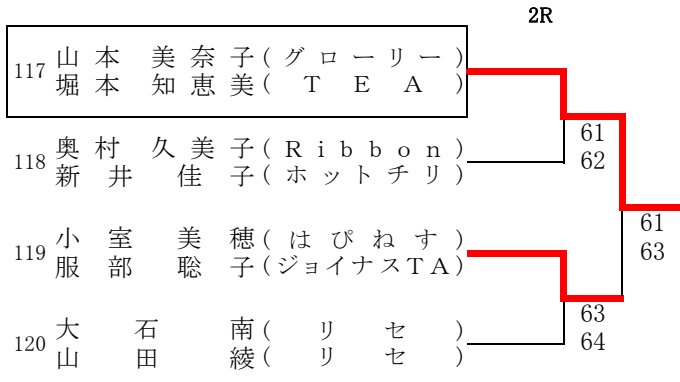 2R
117 山本 美奈子(グローリー)
堀本 知恵美(TEA)
61
62
118 奥村 久美子(Ribbon)
新井 佳子(ホットチリ)
61
63
119 小室 美穂(はぴねす)
服部 聡子(ジョイナスTA)
63
64
120 大石 南(リセ)
山田 綾(リセ)